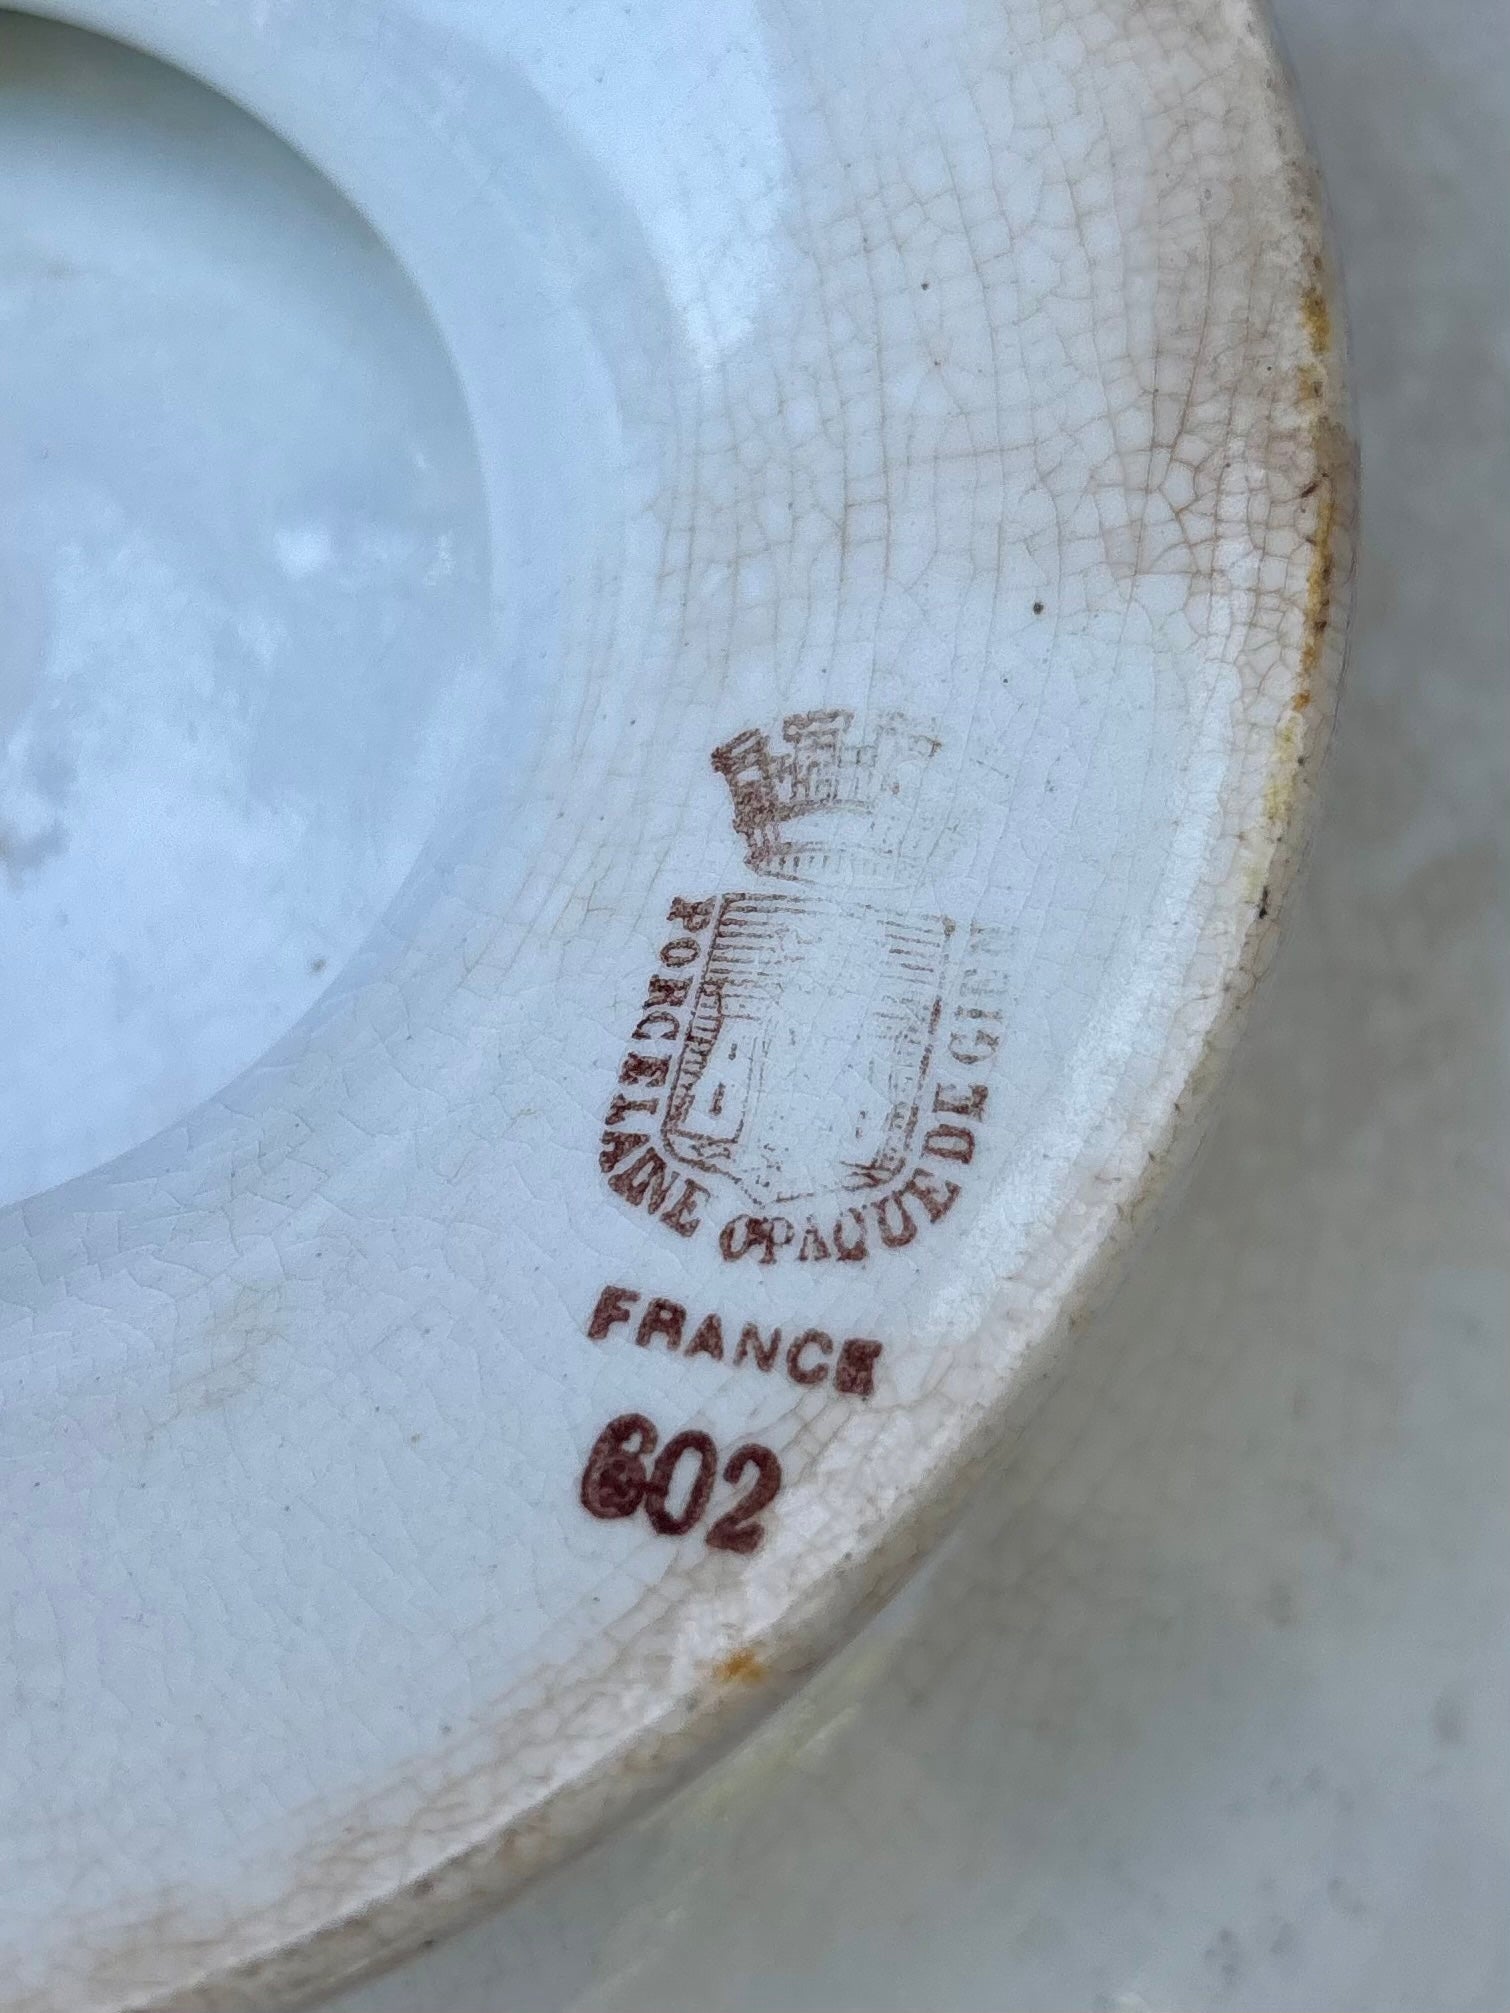 PORCELAINE OPAQUE DE GIEN
FRANCE
602